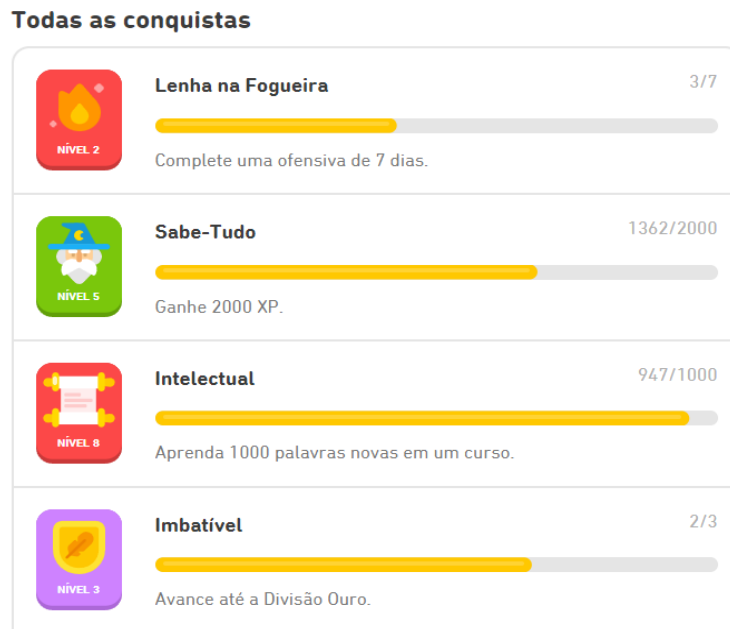 Todas as conquistas
Lenha na Fogueira
3/7
NÍVEL 2
Complete uma ofensiva de 7 dias.
Sabe-Tudo
1362/2000
NÍVEL 5
Ganhe 2000 XP.
Intelectual
947/1000
NÍVEL 8
Aprenda 1000 palavras novas em um curso.
Imbatível
2/3
NÍVEL 3
Avance até a Divisão Ouro.